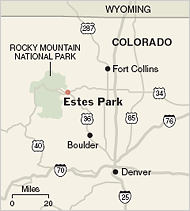 WYOMING
287
COLORADO
ROCKY MOUNTAIN
NATIONAL PARK
Fort Collins
Estes Park
34
36
85
76
40
Boulder
70
Denver
Miles
0 20
70
25